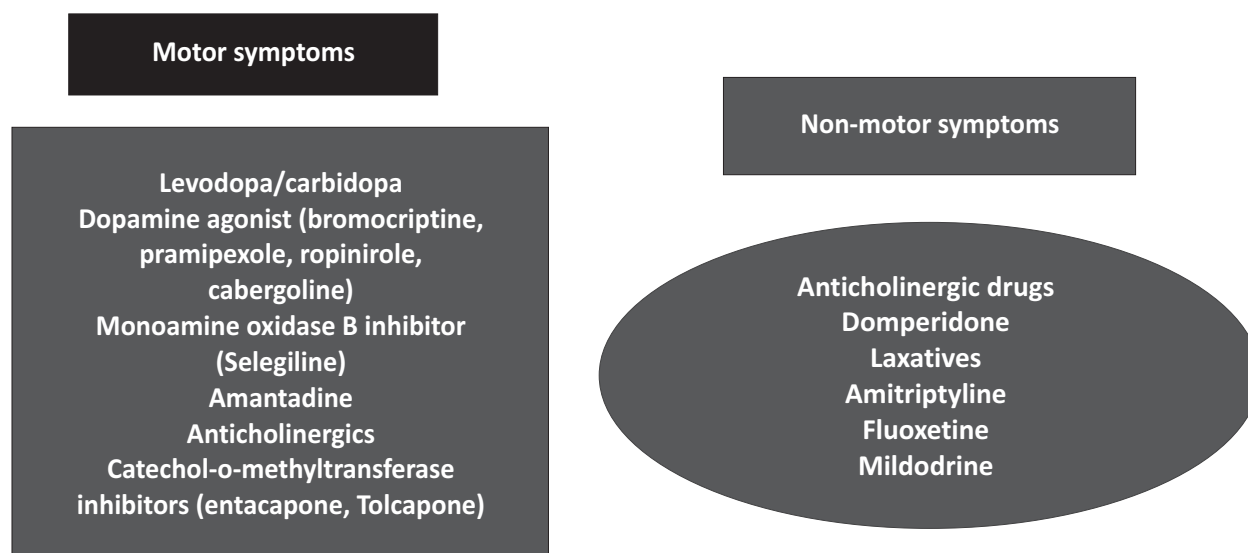 Motor symptoms
Levodopa/carbidopa
Dopamine agonist (bromocriptine,
pramipexole, ropinirole,
cabergoline)
Monoamine oxidase B inhibitor
(Selegiline)
Amantadine
Anticholinergics
Catechol-o-methyltransferase
inhibitors (entacapone, Tolcapone)
Non-motor symptoms
Anticholinergic drugs
Domperidone
Laxatives
Amitriptyline
Fluoxetine
Mildodrine